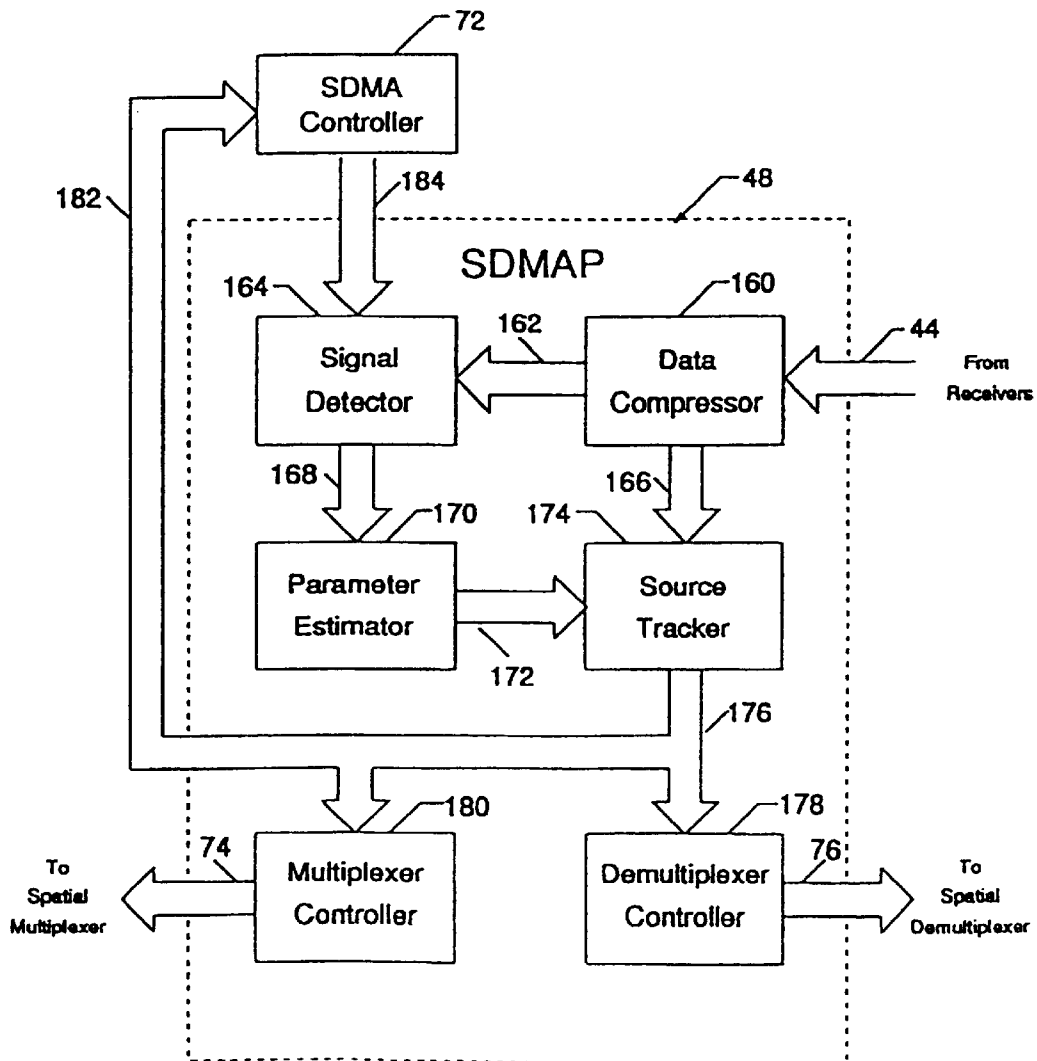 72
SDMA
Controller
182
184
48
SDMAP
164
160
162
44
Signal
Detector
Data
Compressor
From
Receivers
168
166
170
174
Parameter
Estimator
Source
Tracker
172
176
180
178
To
Spatial
Multiplexer
74
Multiplexer
Controller
Demultiplexer
Controller
76
To
Spatial
Demultiplexer